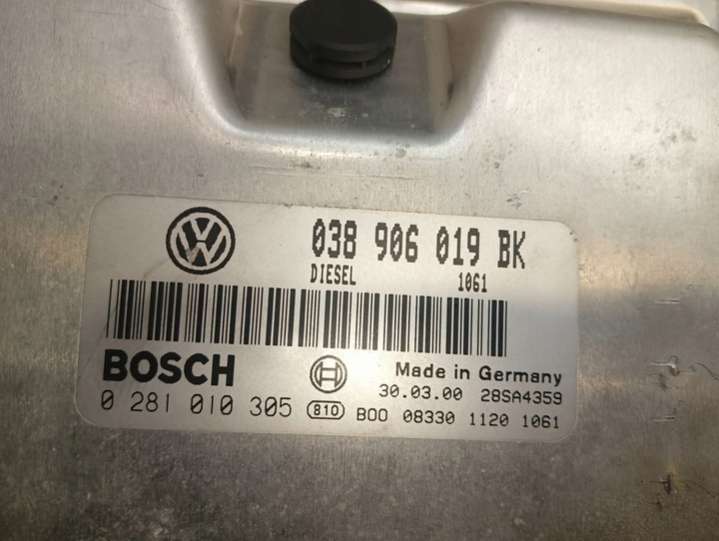 038 906 019 BK
DIESEL 1061
BOSCH Made in Germany
30.03.00 28SA4359
0 281 010 305 810 B00 08330 1120 1061